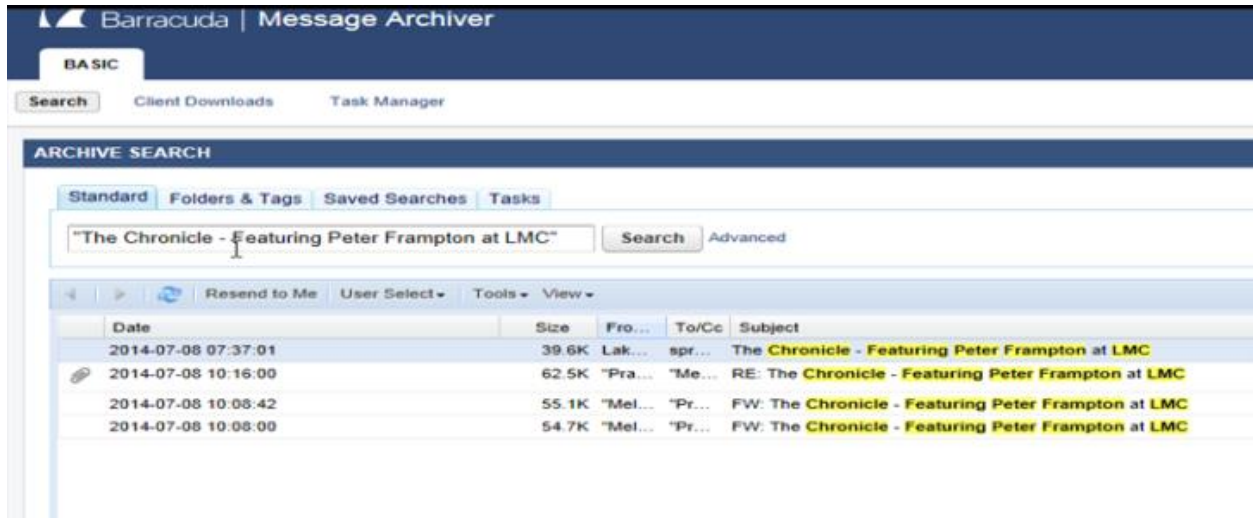 Barracuda | Message Archiver
BASIC
Search Client Downloads Task Manager
ARCHIVE SEARCH
Standard Folders & Tags Saved Searches Tasks
"The Chronicle - Featuring Peter Frampton at LMC" Search Advanced
Resend to Me User Select Tools View
Date Size Fro... To/Cc Subject
2014-07-08 07:37:01 39.6K Lak... spr... The Chronicle - Featuring Peter Frampton at LMC
2014-07-08 10:16:00 62.5K "Pra... "Me... RE: The Chronicle - Featuring Peter Frampton at LMC
2014-07-08 10:08:42 55.1K "Mel... "Pr... FW: The Chronicle - Featuring Peter Frampton at LMC
2014-07-08 10:08:00 54.7K "Mel... "Pr... FW: The Chronicle - Featuring Peter Frampton at LMC